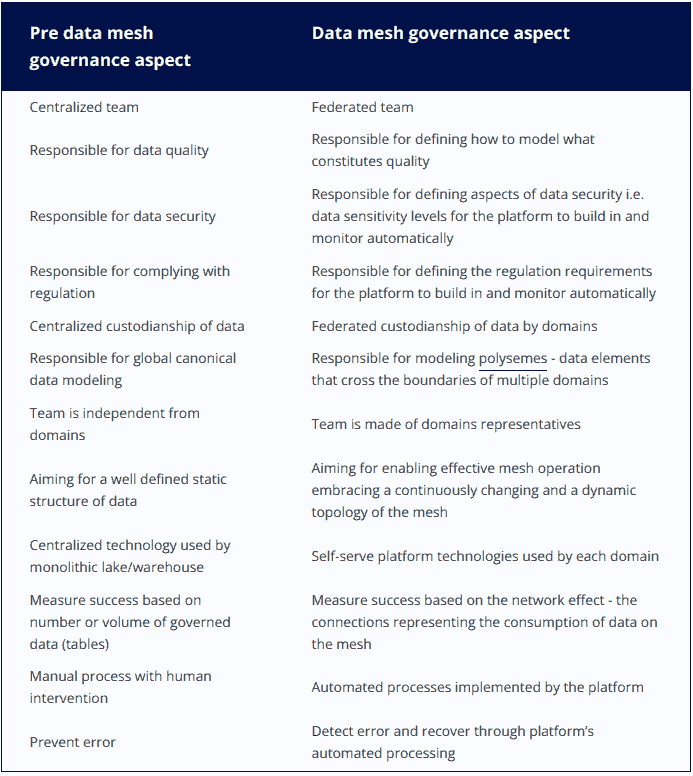 Pre data mesh
governance aspect
Data mesh governance aspect
Centralized team
Federated team
Responsible for data quality
Responsible for defining how to model what
constitutes quality
Responsible for data security
Responsible for defining aspects of data security i.e.
data sensitivity levels for the platform to build in and
monitor automatically
Responsible for complying with
regulation
Responsible for defining the regulation requirements
for the platform to build in and monitor automatically
Centralized custodianship of data
Federated custodianship of data by domains
Responsible for global canonical
data modeling
Responsible for modeling polysemes - data elements
that cross the boundaries of multiple domains
Team is independent from
domains
Team is made of domains representatives
Aiming for a well defined static
structure of data
Aiming for enabling effective mesh operation
embracing a continuously changing and a dynamic
topology of the mesh
Centralized technology used by
monolithic lake/warehouse
Self-serve platform technologies used by each domain
Measure success based on
number or volume of governed
data (tables)
Measure success based on the network effect - the
connections representing the consumption of data on
the mesh
Manual process with human
intervention
Automated processes implemented by the platform
Prevent error
Detect error and recover through platform's
automated processing